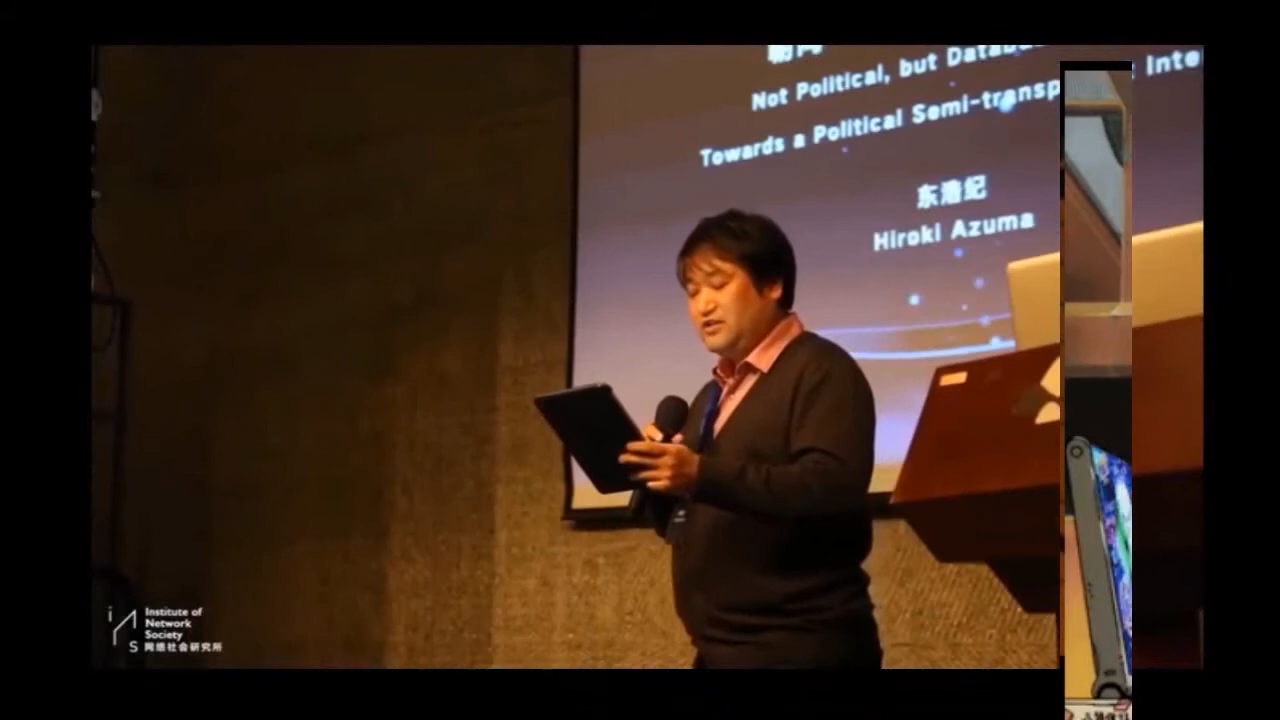 Not Political, but
Towards a Political Semi-transp
Inte
东浩纪
Hiroki Azuma
Institute of
Network
Society
网络社会研究所